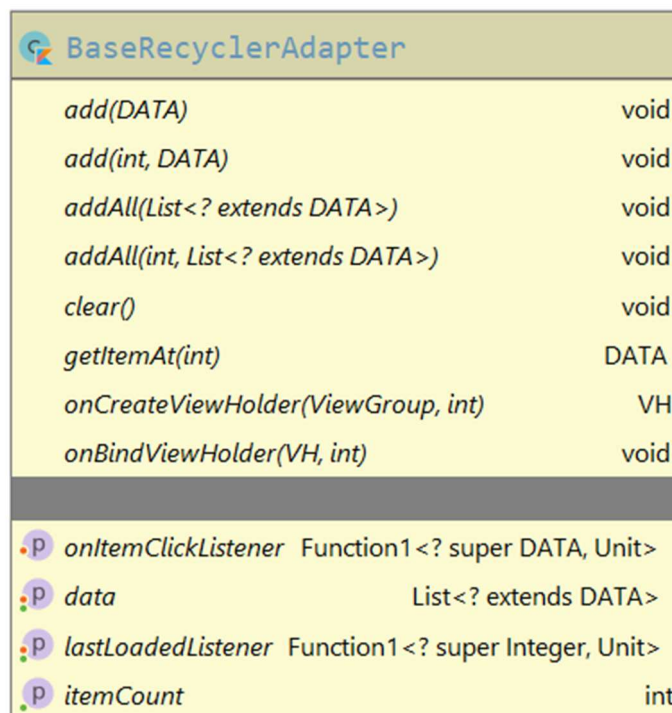 BaseRecyclerAdapter
add(DATA) void
add(int, DATA) void
addAll(List<? extends DATA>) void
addAll(int, List<? extends DATA>) void
clear() void
getItemAt(int) DATA
onCreateViewHolder(ViewGroup, int) VH
onBindViewHolder(VH, int) void
p onItemClickListener Function1<? super DATA, Unit>
p data List<? extends DATA>
p lastLoadedListener Function1<? super Integer, Unit>
p itemCount int